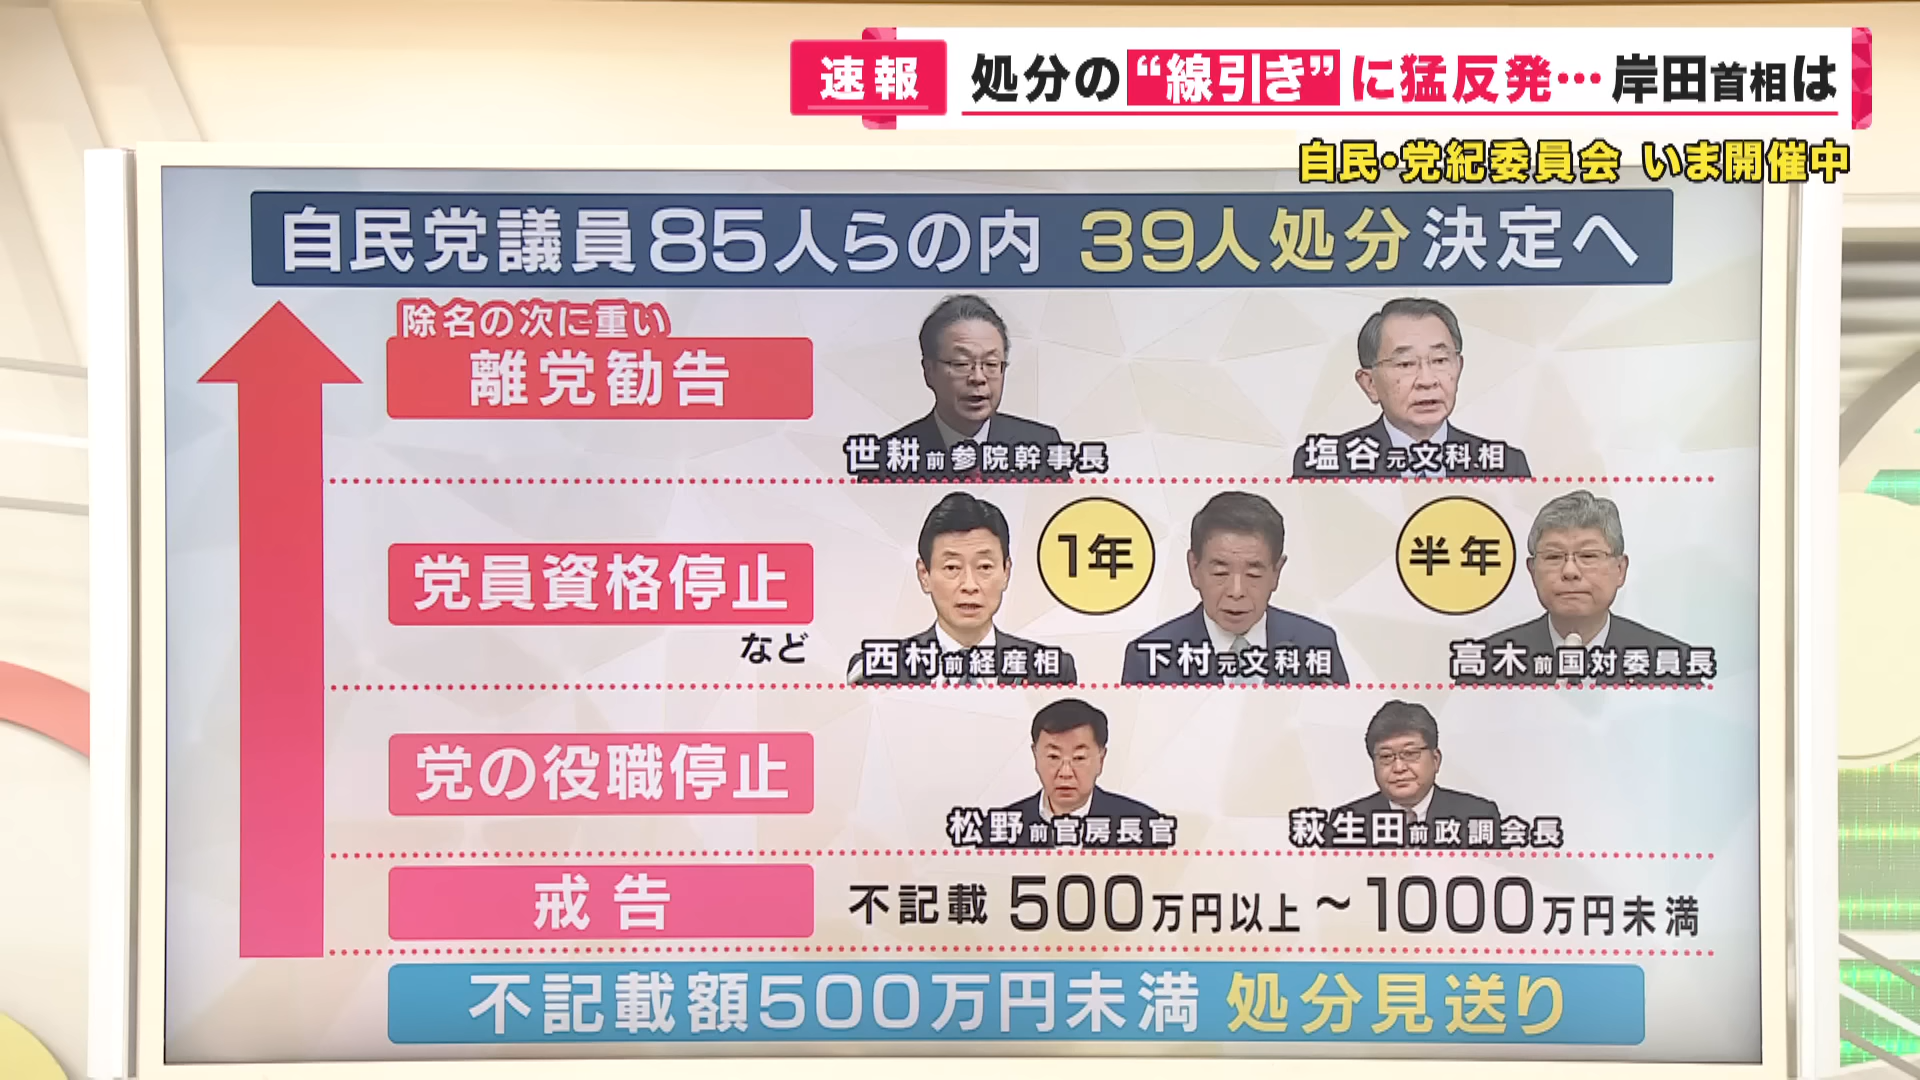 速報 処分の“線引き”に猛反発…岸田首相は
自民・党紀委員会 いま開催中
自民党議員85人らの内 39人処分決定へ
除名の次に重い
離党勧告
世耕前参院幹事長 塩谷元文科相
党員資格停止
など
1年 半年
西村前経産相 下村元文科相 高木前国対委員長
党の役職停止
松野前官房長官 萩生田前政調会長
戒告 不記載 500万円以上～1000万円未満
不記載額500万円未満 処分見送り